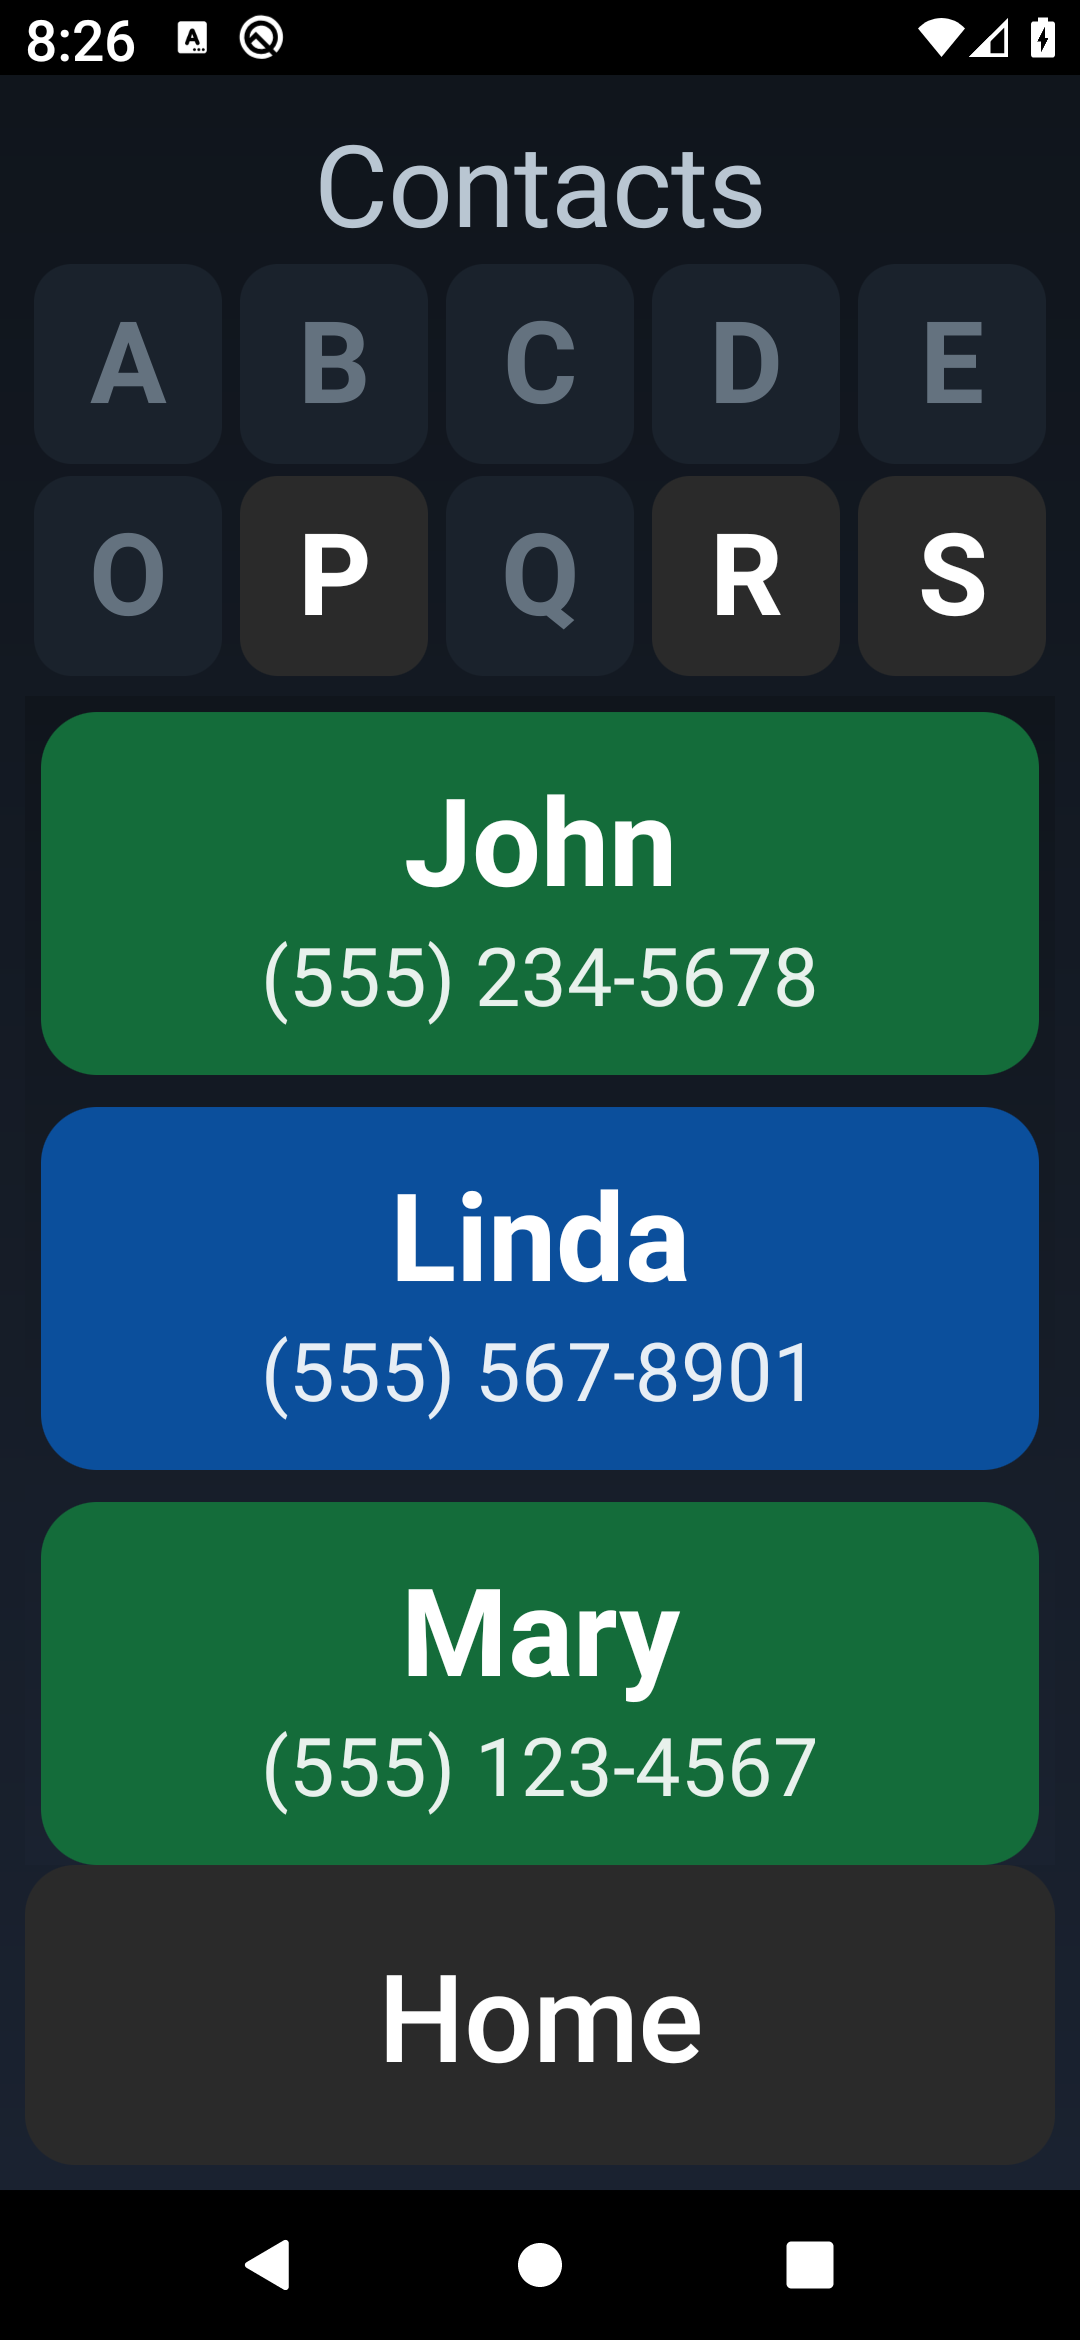 8:26
Contacts
A B C D E
O P Q R S
John
(555) 234-5678
Linda
(555) 567-8901
Mary
(555) 123-4567
Home